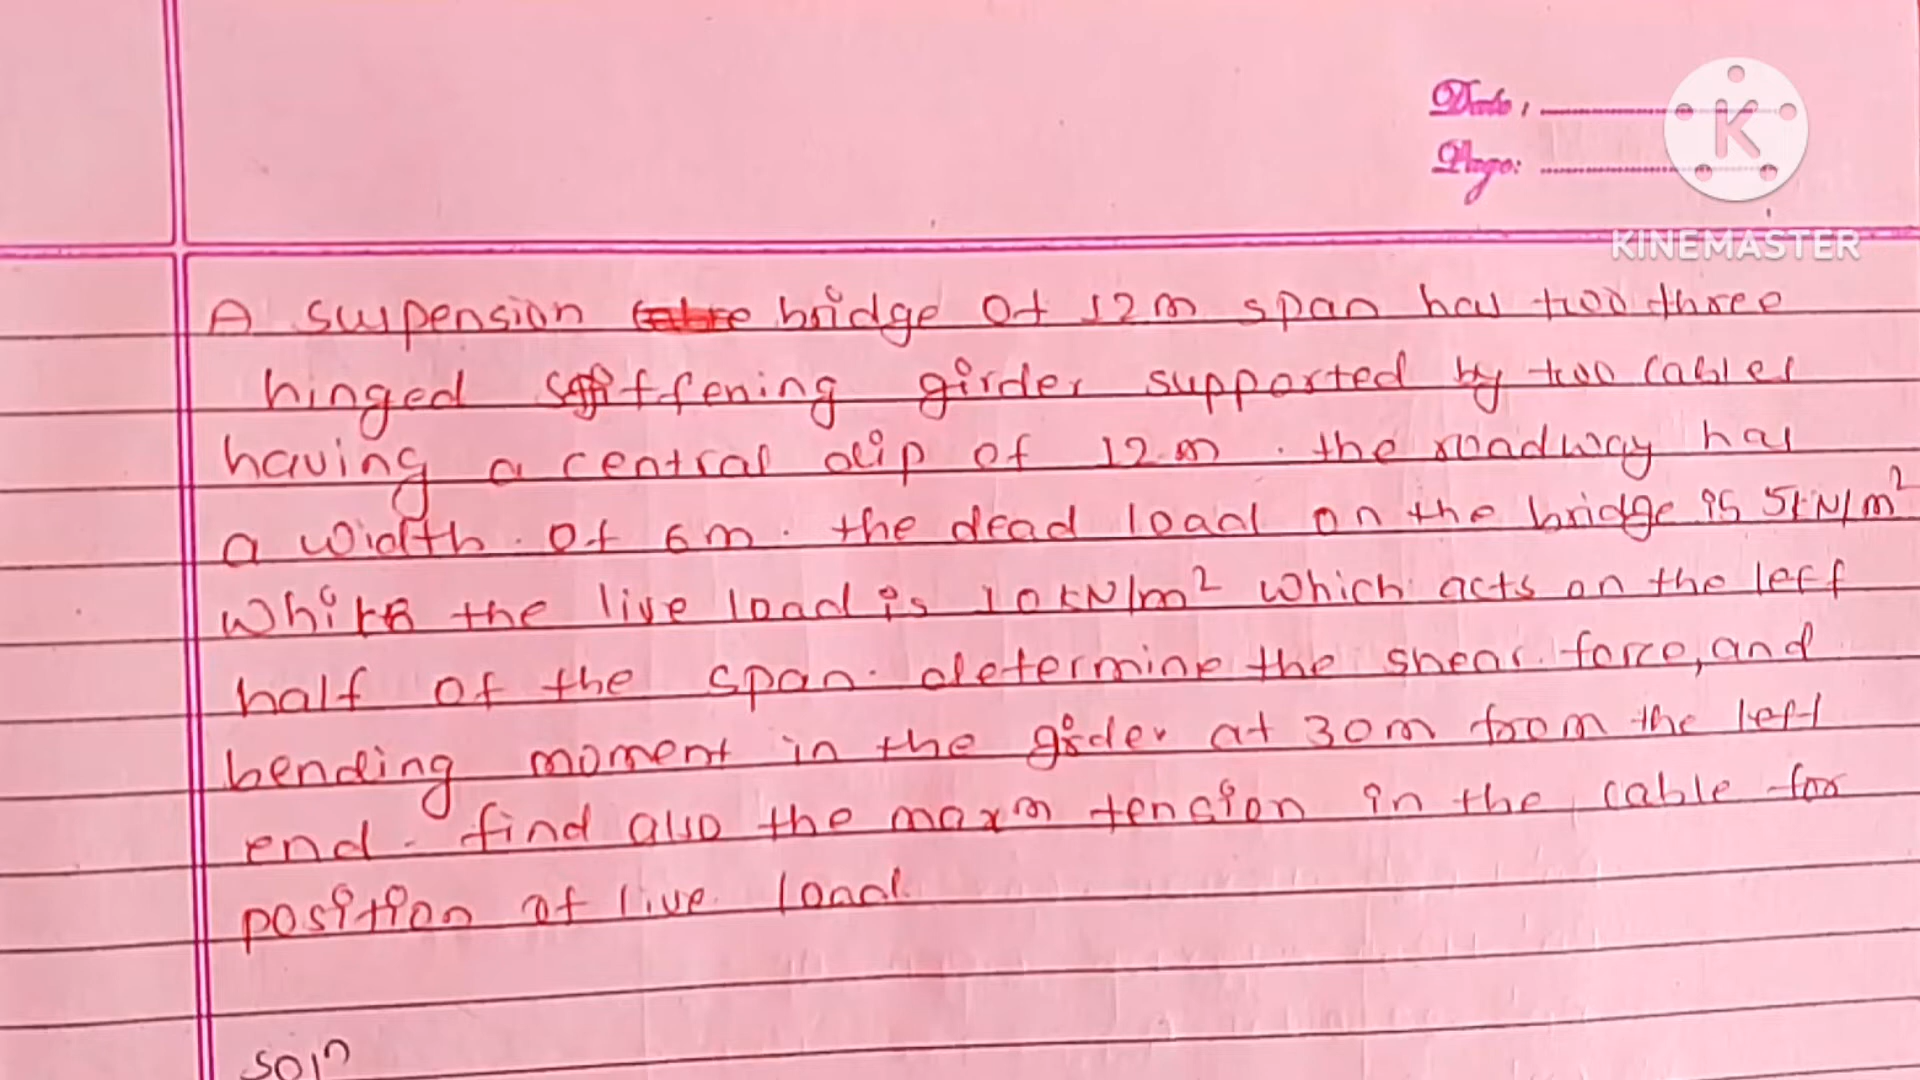 Date:
Page:
K
KINEMASTER
A suspension bridge of 12m span has two three
hinged stiffening girder supported by two cables
having a central dip of 12m. the roadway has
a width of 6m. the dead load on the bridge is 5kN/m²
while the live load is 10kN/m² which acts on the left
half of the span. determine the shear force, and
bending moment in the girder at 30m from the left
end. find also the maxm tension in the cable for
position of live load.
soln